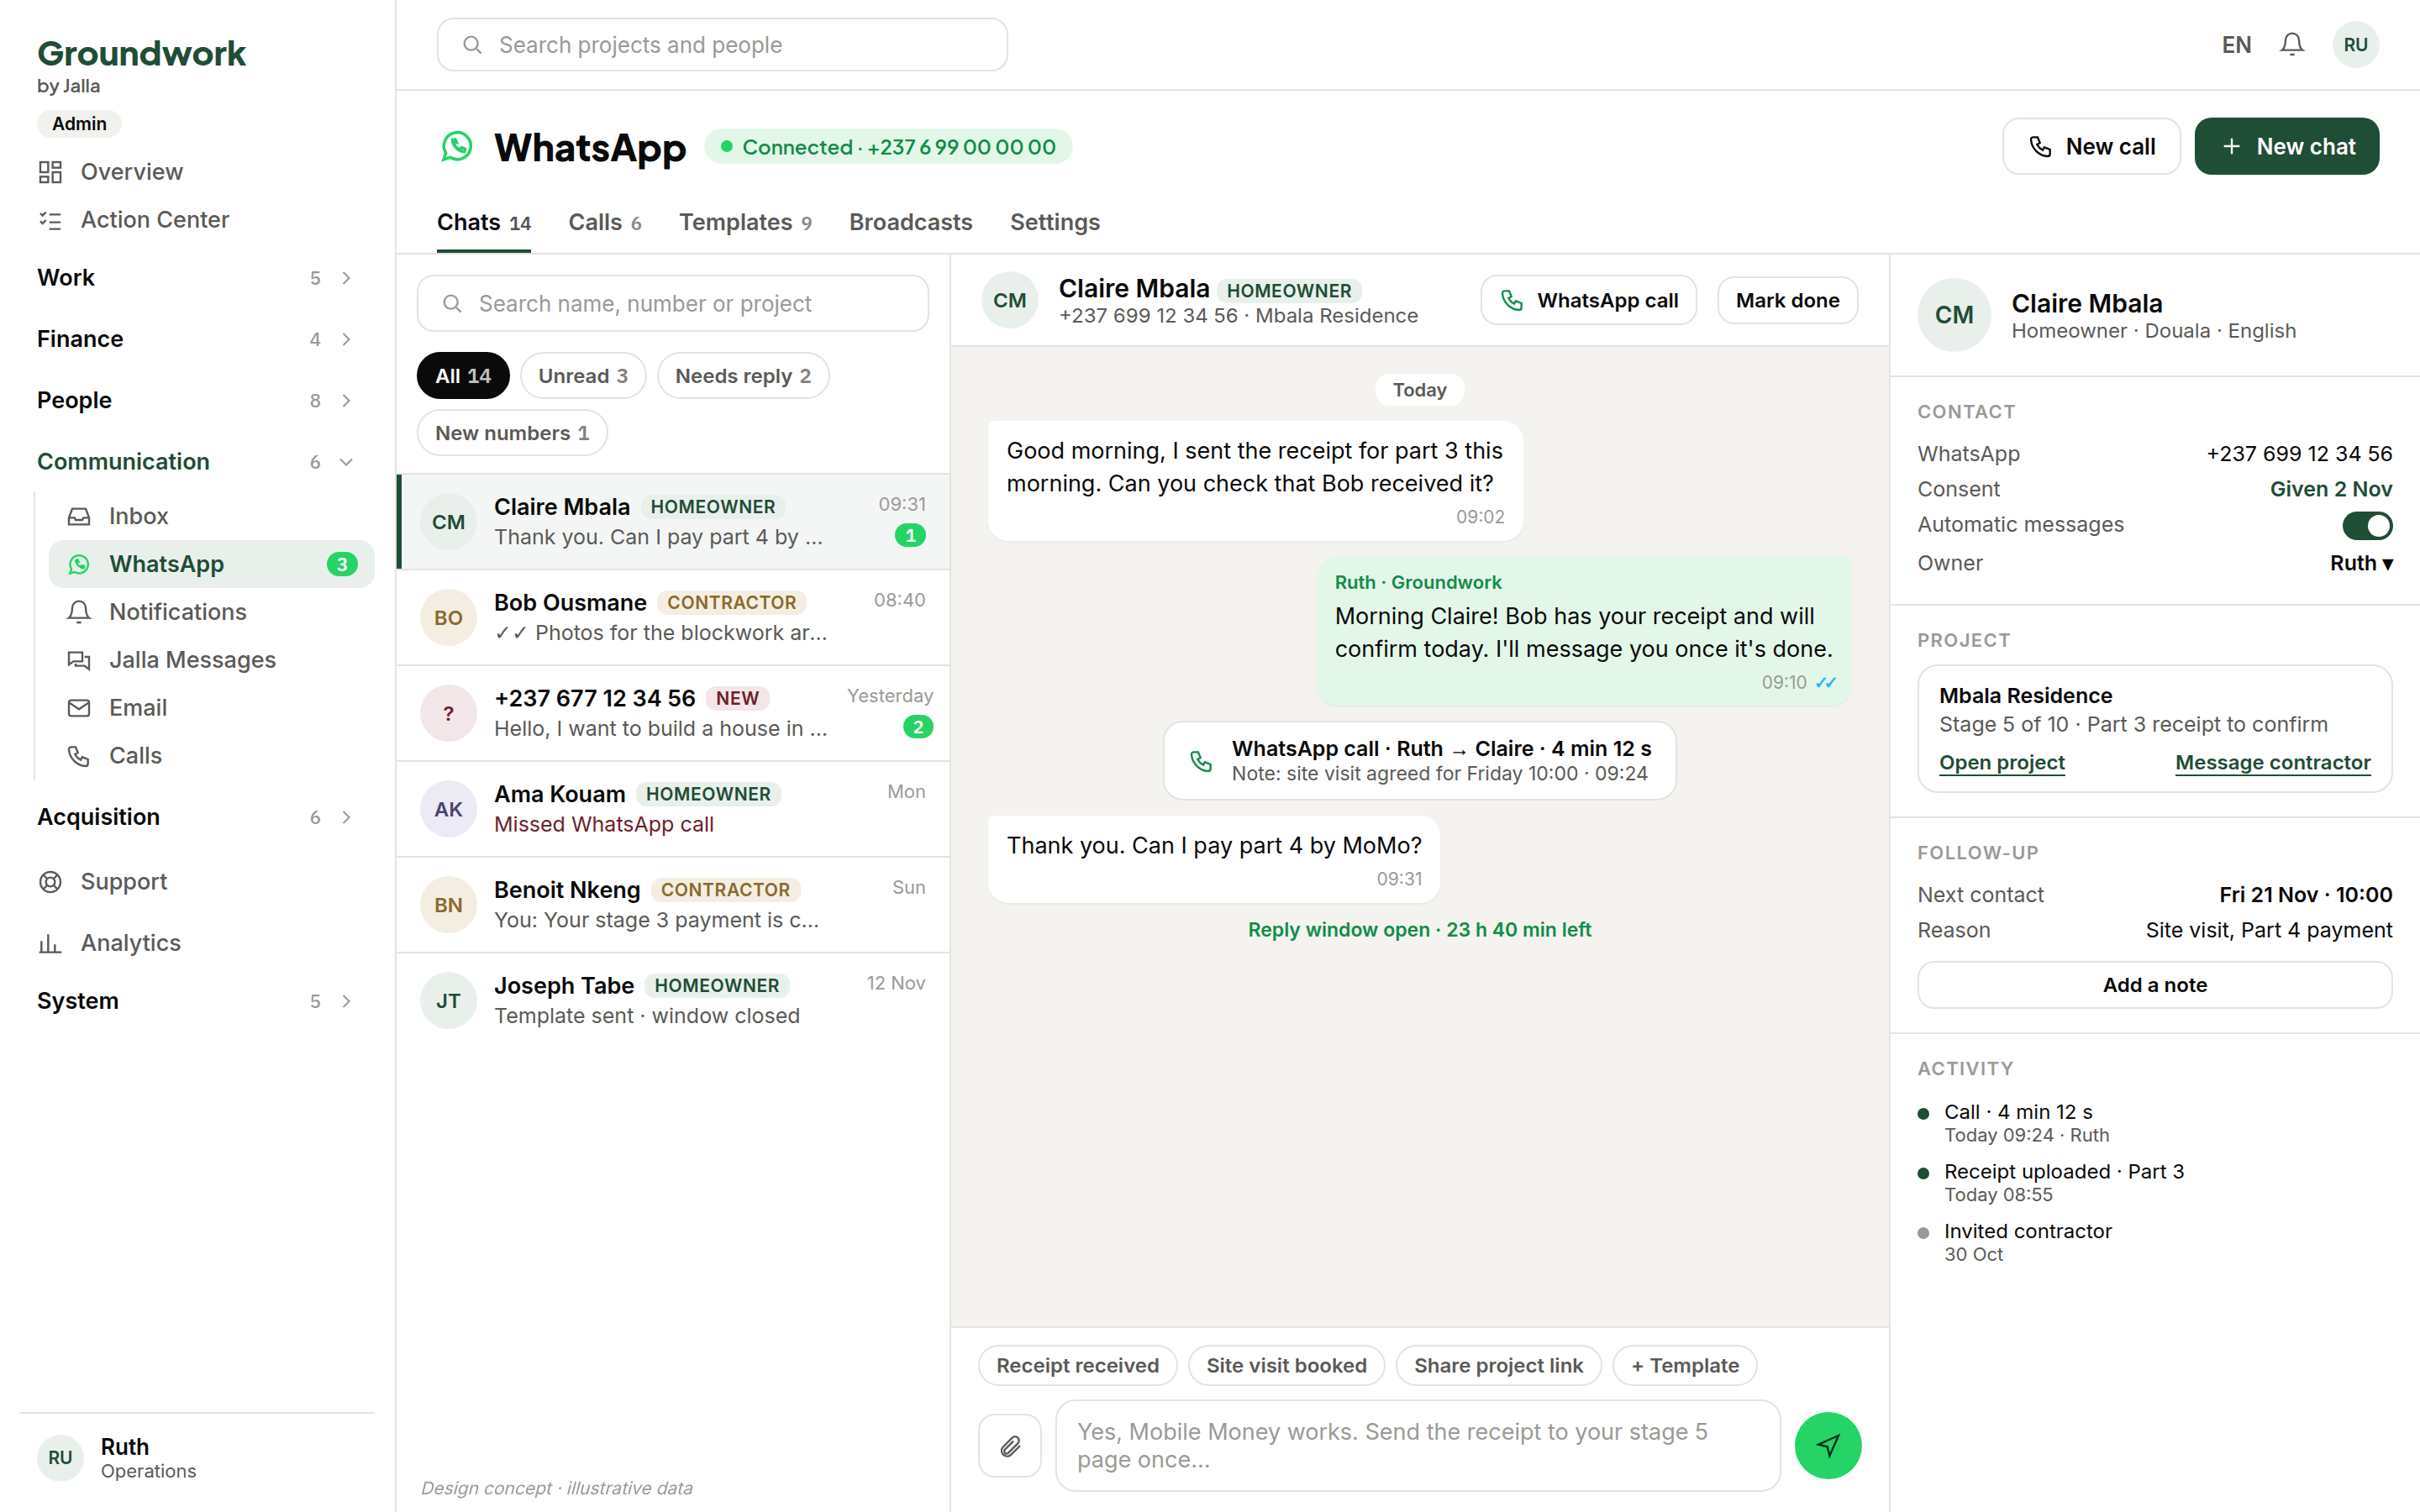 Groundwork
by Jalla
Admin
Overview
Action Center
Work 5
Finance 4
People 8
Communication 6
Inbox
WhatsApp 3
Notifications
Jalla Messages
Email
Calls
Acquisition 6
Support
Analytics
System 5
RU
Ruth
Operations
Search projects and people
EN
RU
WhatsApp
Connected · +237 6 99 00 00 00
New call
+ New chat
Chats 14
Calls 6
Templates 9
Broadcasts
Settings
Search name, number or project
All 14
Unread 3
Needs reply 2
New numbers 1
CM
Claire Mbala HOMEOWNER 09:31
Thank you. Can I pay part 4 by ... 1
BO
Bob Ousmane CONTRACTOR 08:40
✓✓ Photos for the blockwork ar...
?
+237 677 12 34 56 NEW Yesterday
Hello, I want to build a house in ... 2
AK
Ama Kouam HOMEOWNER Mon
Missed WhatsApp call
BN
Benoit Nkeng CONTRACTOR Sun
You: Your stage 3 payment is c...
JT
Joseph Tabe HOMEOWNER 12 Nov
Template sent · window closed
Design concept · illustrative data
CM
Claire Mbala HOMEOWNER
+237 699 12 34 56 · Mbala Residence
WhatsApp call
Mark done
Today
Good morning, I sent the receipt for part 3 this
morning. Can you check that Bob received it?
09:02
Ruth · Groundwork
Morning Claire! Bob has your receipt and will
confirm today. I'll message you once it's done.
09:10 ✓✓
WhatsApp call · Ruth → Claire · 4 min 12 s
Note: site visit agreed for Friday 10:00 · 09:24
Thank you. Can I pay part 4 by MoMo?
09:31
Reply window open · 23 h 40 min left
Receipt received
Site visit booked
Share project link
+ Template
Yes, Mobile Money works. Send the receipt to your stage 5
page once...
CM
Claire Mbala
Homeowner · Douala · English
CONTACT
WhatsApp +237 699 12 34 56
Consent Given 2 Nov
Automatic messages
Owner Ruth ▾
PROJECT
Mbala Residence
Stage 5 of 10 · Part 3 receipt to confirm
Open project Message contractor
FOLLOW-UP
Next contact Fri 21 Nov · 10:00
Reason Site visit, Part 4 payment
Add a note
ACTIVITY
Call · 4 min 12 s
Today 09:24 · Ruth
Receipt uploaded · Part 3
Today 08:55
Invited contractor
30 Oct